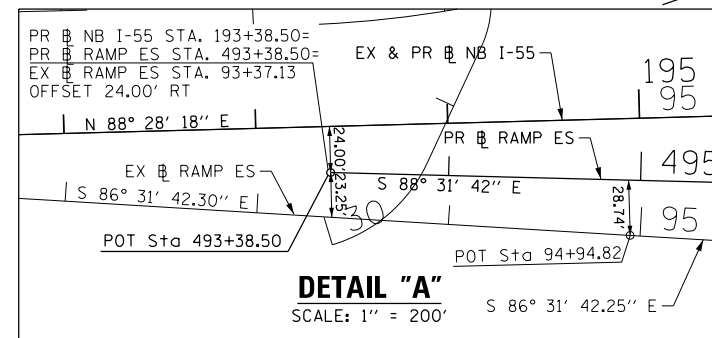 PR ⅊ NB I-55 STA. 193+38.50=
PR ⅊ RAMP ES STA. 493+38.50=
EX ⅊ RAMP ES STA. 93+37.13
OFFSET 24.00' RT
EX & PR ⅊ NB I-55
195
95
N 88° 28' 18'' E
24.00'
PR ⅊ RAMP ES
495
EX ⅊ RAMP ES
23.25'
S 88° 31' 42'' E
S 86° 31' 42.30'' E
28.74'
30
95
POT Sta 493+38.50
POT Sta 94+94.82
DETAIL "A"
SCALE: 1'' = 200'
S 86° 31' 42.25'' E